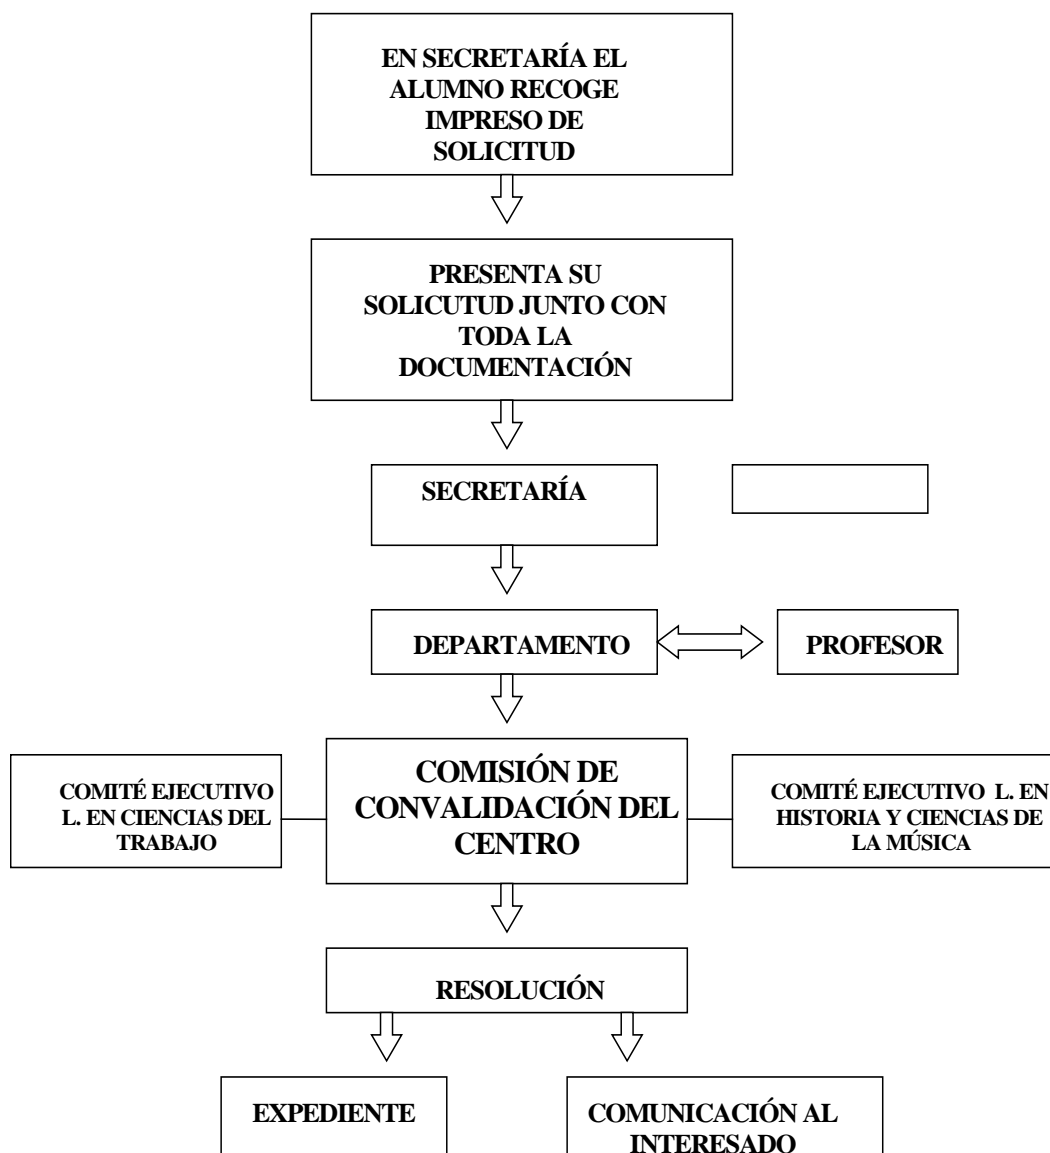 EN SECRETARÍA EL
ALUMNO RECOGE
IMPRESO DE
SOLICITUD
PRESENTA SU
SOLICUTUD JUNTO CON
TODA LA
DOCUMENTACIÓN
SECRETARÍA
DEPARTAMENTO
PROFESOR
COMITÉ EJECUTIVO
L. EN CIENCIAS DEL
TRABAJO
COMISIÓN DE
CONVALIDACIÓN DEL
CENTRO
COMITÉ EJECUTIVO L. EN
HISTORIA Y CIENCIAS DE
LA MÚSICA
RESOLUCIÓN
EXPEDIENTE
COMUNICACIÓN AL
INTERESADO